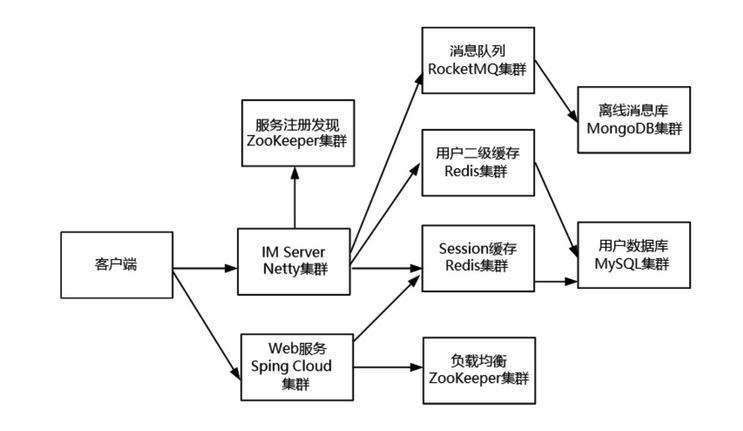 消息队列
RocketMQ集群
离线消息库
MongoDB集群
服务注册发现
ZooKeeper集群
用户二级缓存
Redis集群
客户端
IM Server
Netty集群
Session缓存
Redis集群
用户数据库
MySQL集群
Web服务
Sping Cloud
集群
负载均衡
ZooKeeper集群